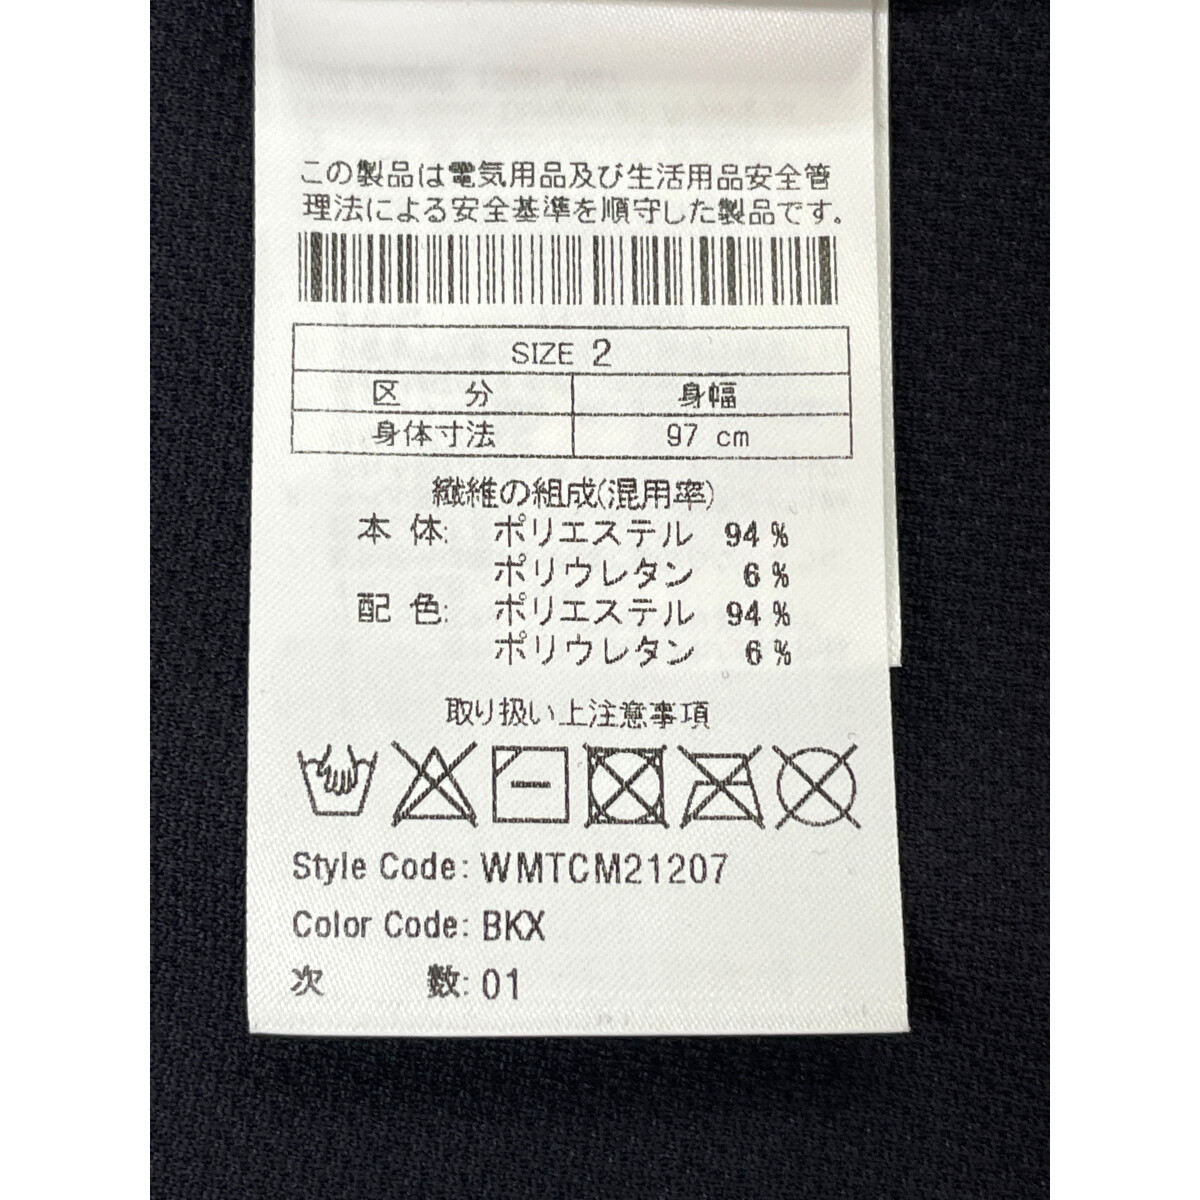 この製品は電気用品及び生活用品安全管
理法による安全基準を順守した製品です。
SIZE 2
区 分 身幅
身体寸法 97 cm
繊維の組成(混用率)
本 体: ポリエステル 94 %
ポリウレタン 6 %
配 色: ポリエステル 94 %
ポリウレタン 6 %
取り扱い上注意事項
Style Code: WMTCM21207
Color Code: BKX
次 数: 01